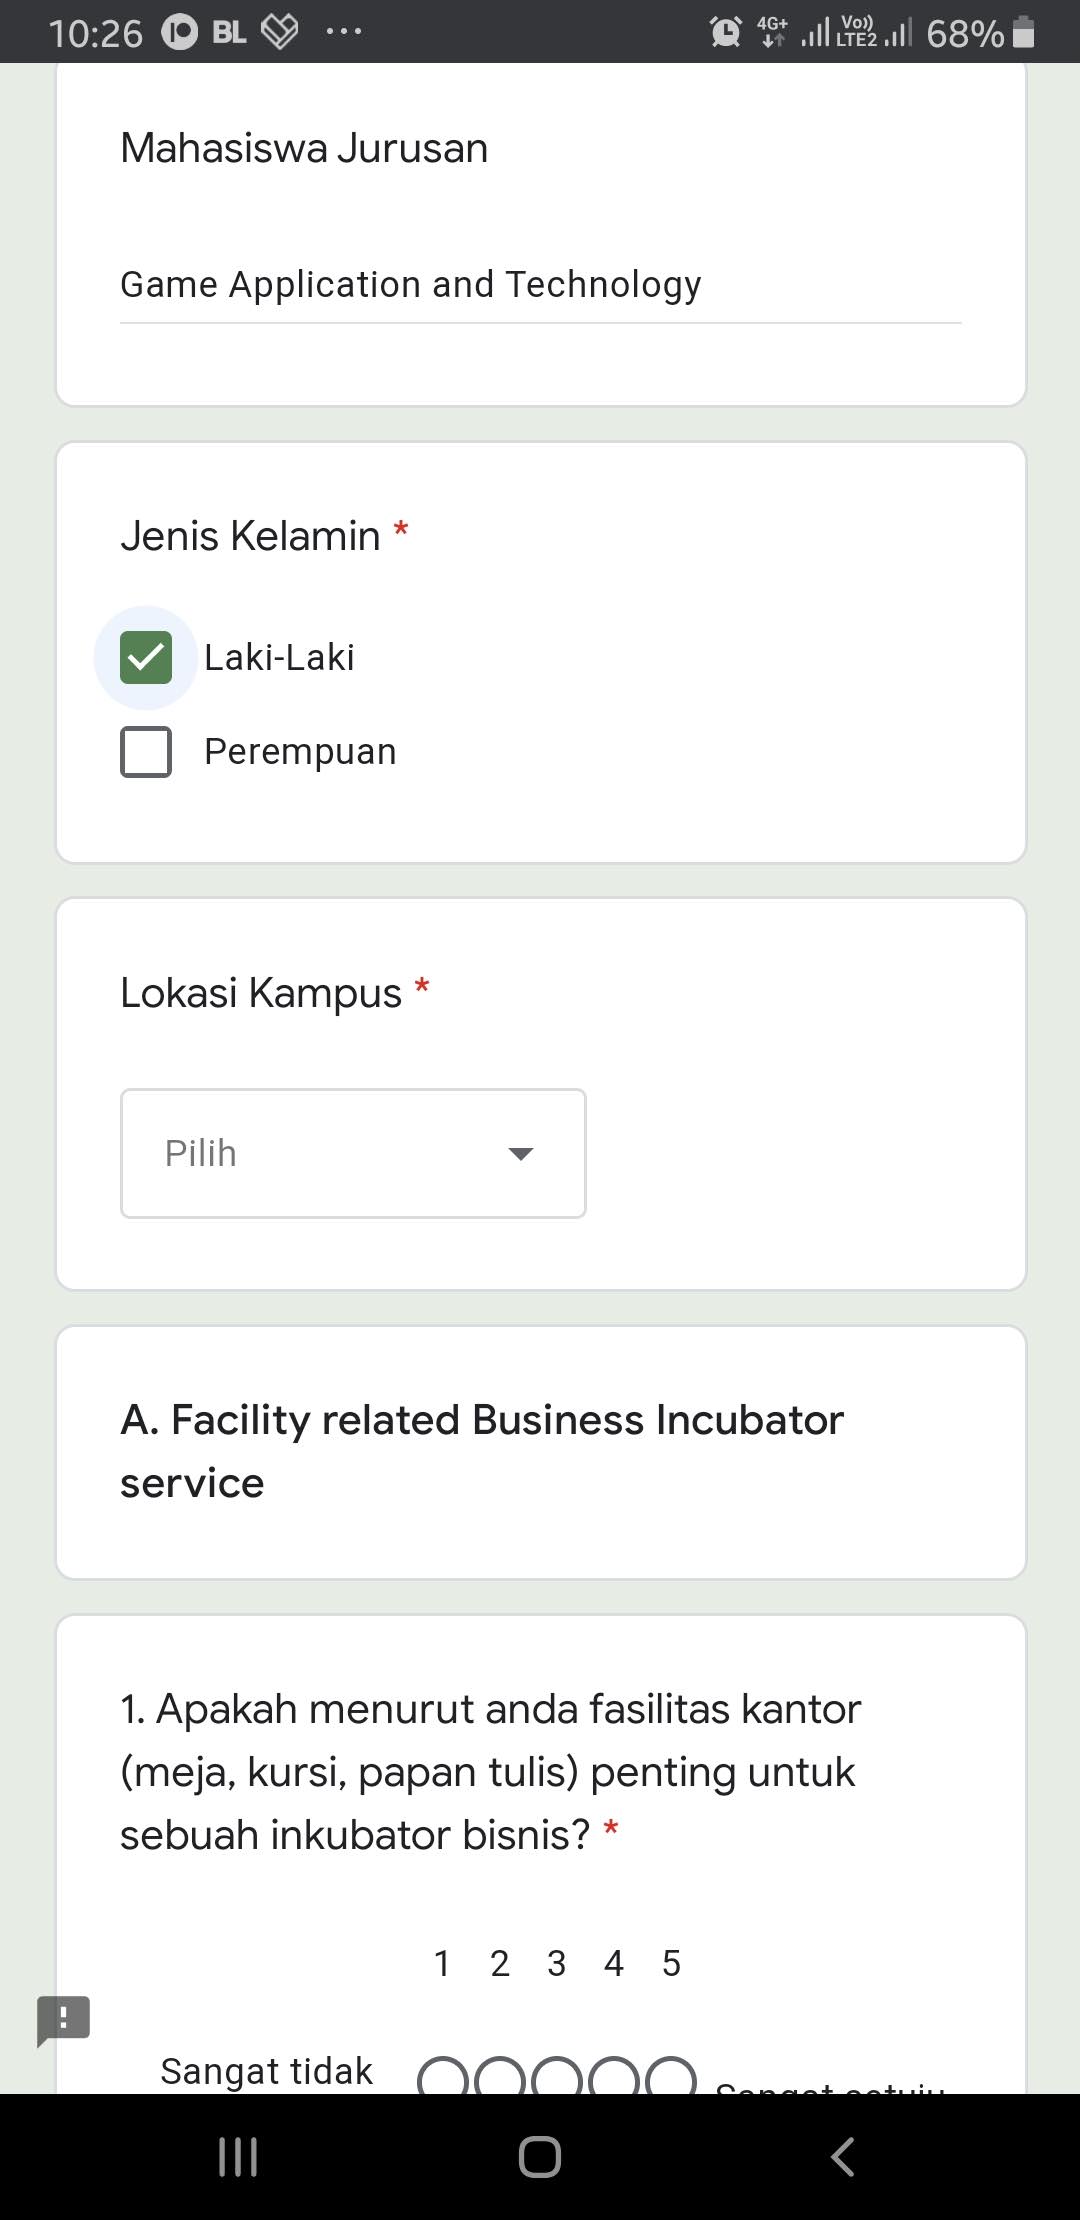 10:26 BL ... 4G+ Vo)) LTE2 68%
Mahasiswa Jurusan
Game Application and Technology
Jenis Kelamin *
Laki-Laki
Perempuan
Lokasi Kampus *
Pilih
A. Facility related Business Incubator
service
1. Apakah menurut anda fasilitas kantor
(meja, kursi, papan tulis) penting untuk
sebuah inkubator bisnis? *
1 2 3 4 5
Sangat tidak
Sangat setuju